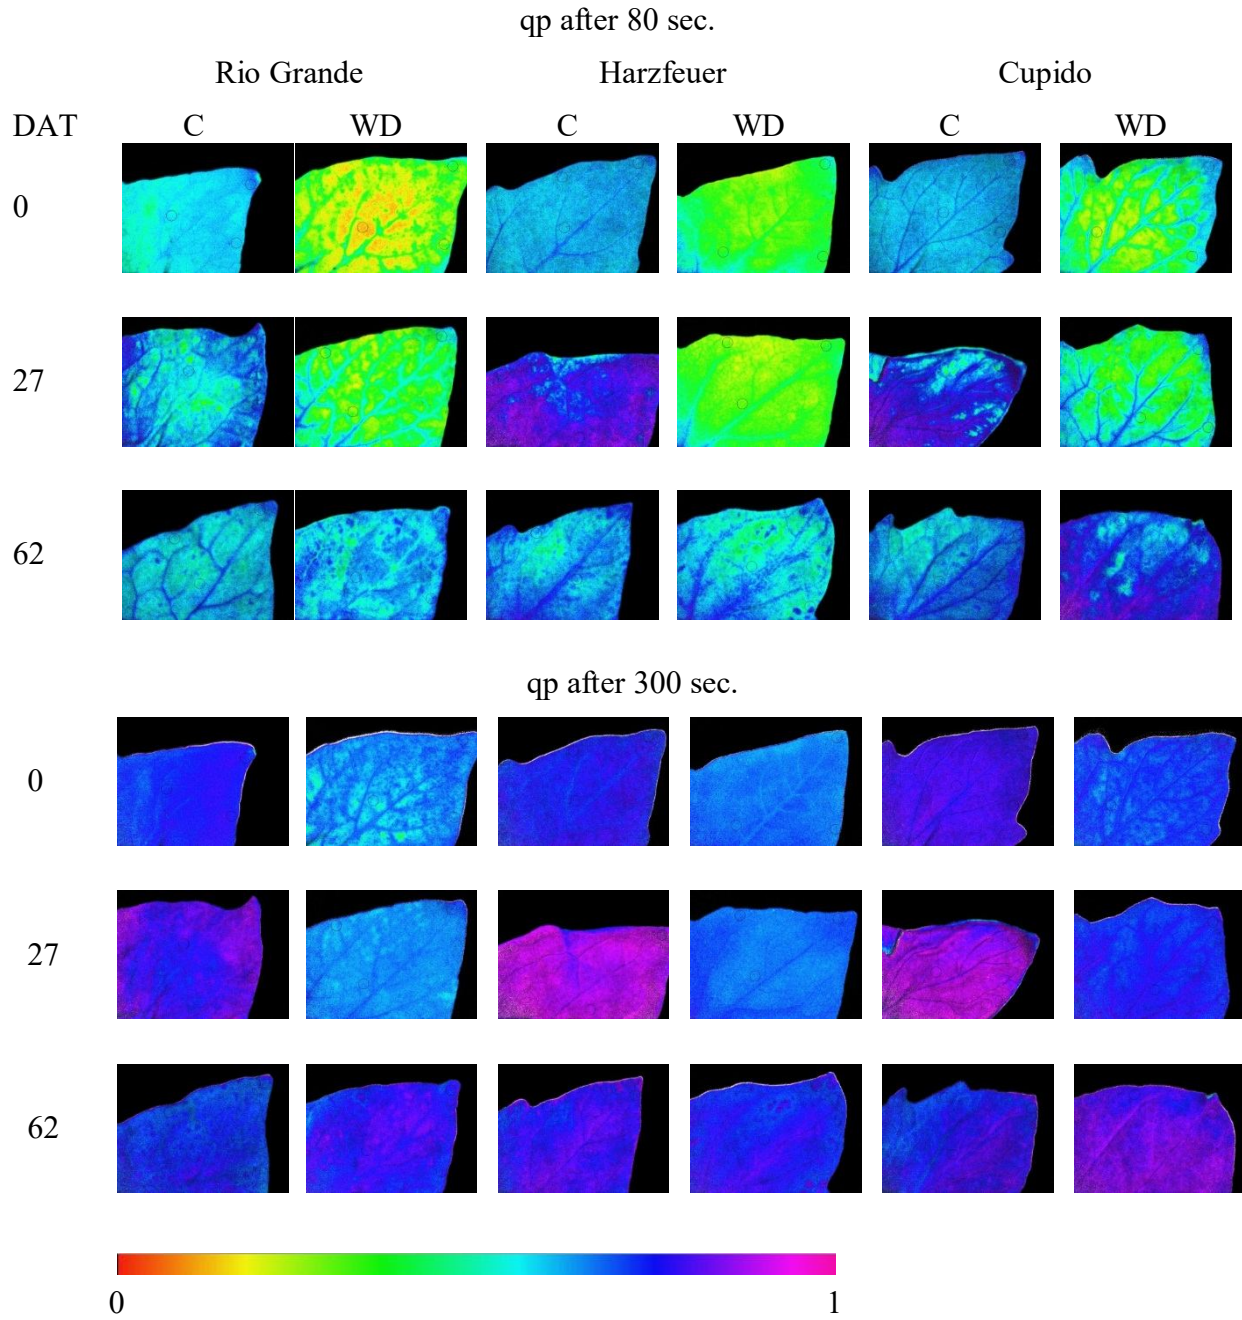 qp after 80 sec.
Rio Grande Harzfeuer Cupido
DAT C WD C WD C WD
0
27
62
qp after 300 sec.
0
27
62
0 1